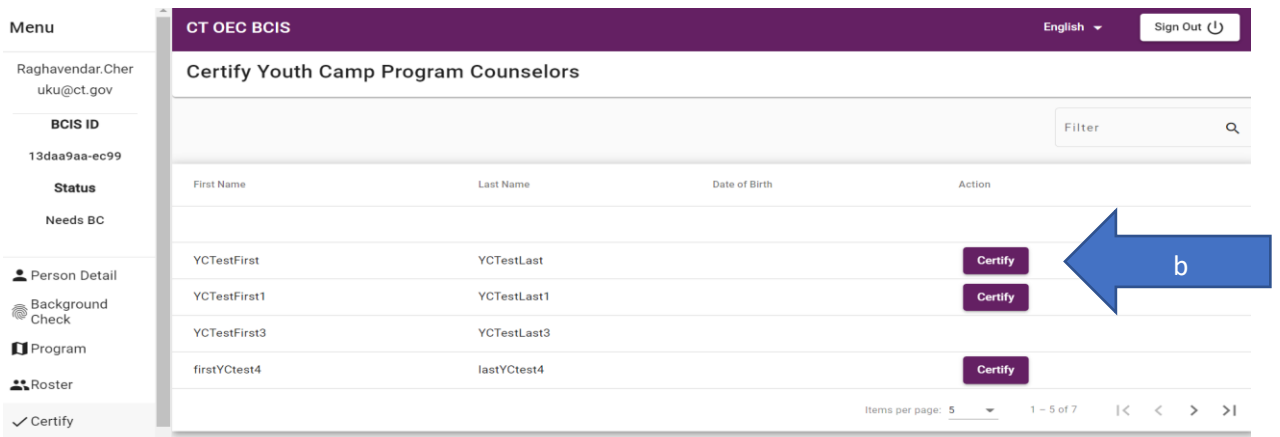 Menu
Raghavendar.Cher
uku@ct.gov
BCIS ID
13daa9aa-ec99
Status
Needs BC
Person Detail
Background
Check
Program
Roster
Certify
CT OEC BCIS English Sign Out
Certify Youth Camp Program Counselors
Filter
First Name Last Name Date of Birth Action
YCTestFirst YCTestLast Certify b
YCTestFirst1 YCTestLast1 Certify
YCTestFirst3 YCTestLast3
firstYCtest4 lastYCtest4 Certify
Items per page: 5 1 – 5 of 7